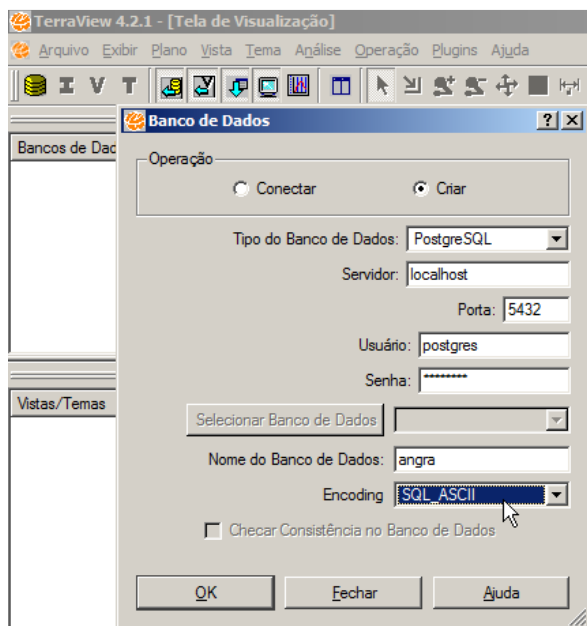 TerraView 4.2.1 - [Tela de Visualização]
Arquivo Exibir Plano Vista Tema Análise Operação Plugins Ajuda
I V T
Banco de Dados
Bancos de Dad
Operação
Conectar Criar
Tipo do Banco de Dados: PostgreSQL
Servidor: localhost
Porta: 5432
Usuário: postgres
Senha: ********
Vistas/Temas
Selecionar Banco de Dados
Nome do Banco de Dados: angra
Encoding SQL_ASCII
Checar Consistência no Banco de Dados
OK Fechar Ajuda